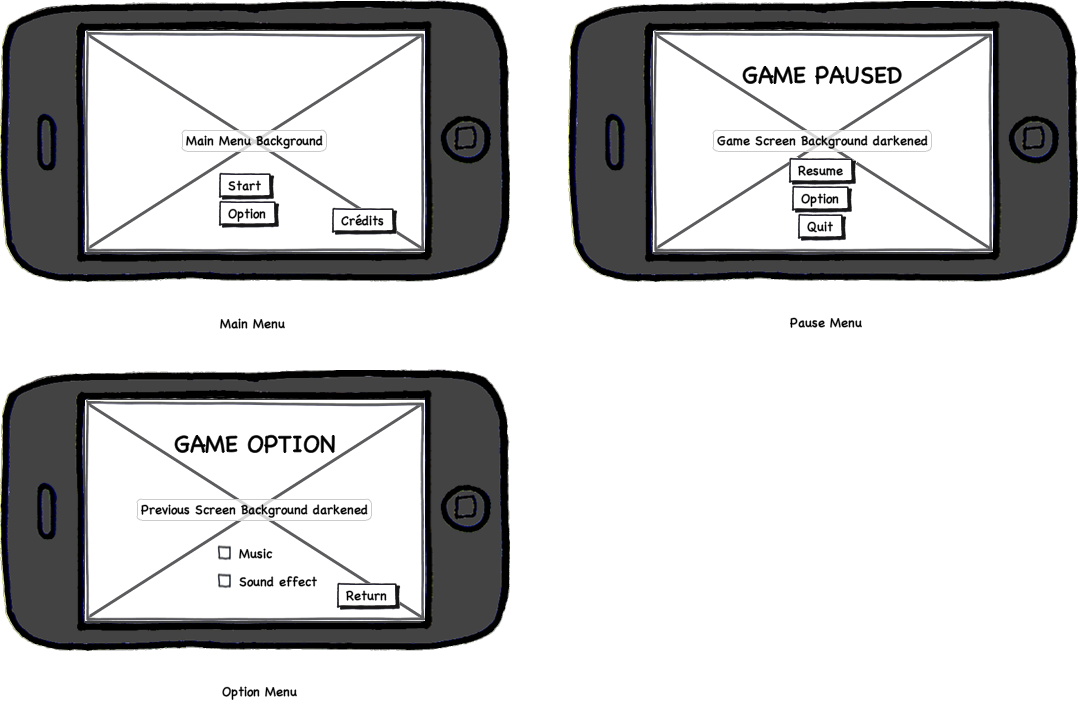 Main Menu Background
Start
Option
Crédits
Main Menu
GAME PAUSED
Game Screen Background darkened
Resume
Option
Quit
Pause Menu
GAME OPTION
Previous Screen Background darkened
Music
Sound effect
Return
Option Menu